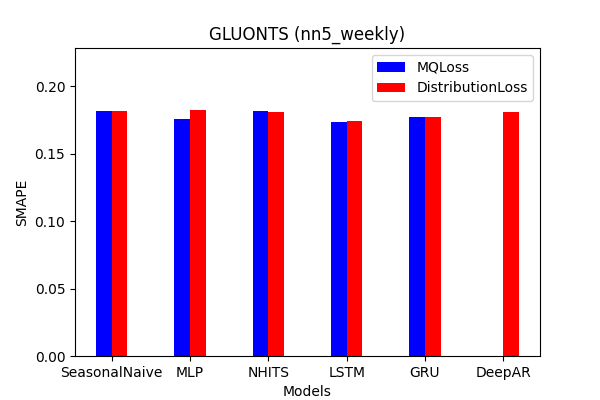 GLUONTS (nn5_weekly)
MQLoss
DistributionLoss
SMAPE
0.20
0.15
0.10
0.05
0.00
SeasonalNaive MLP NHITS LSTM GRU DeepAR
Models